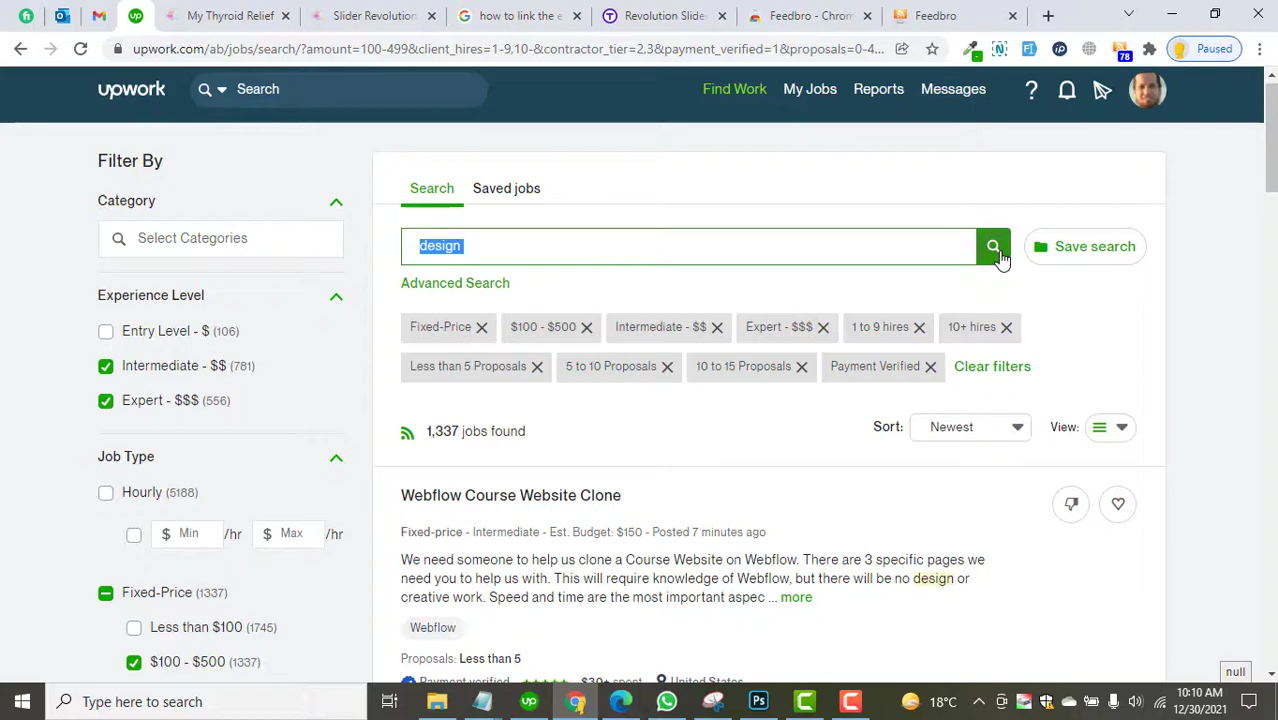 My Thyroid Relief
Slider Revolution
how to link the e
Revolution Slide
Feedbro - Chrom
Feedbro
upwork.com/ab/jobs/search/?amount=100-499&client_hires=1-9,10-&contractor_tier=2,3&payment_verified=1&proposals=0-4...
78
Paused
upwork
Search
Find Work
My Jobs
Reports
Messages
Filter By
Category
Select Categories
Experience Level
Entry Level - $ (106)
Intermediate - $$ (781)
Expert - $$$ (556)
Job Type
Hourly (5188)
$ Min /hr $ Max /hr
Fixed-Price (1337)
Less than $100 (1745)
$100 - $500 (1337)
Search
Saved jobs
design
Save search
Advanced Search
Fixed-Price
$100 - $500
Intermediate - $$
Expert - $$$
1 to 9 hires
10+ hires
Less than 5 Proposals
5 to 10 Proposals
10 to 15 Proposals
Payment Verified
Clear filters
1,337 jobs found
Sort: Newest
View:
Webflow Course Website Clone
Fixed-price - Intermediate - Est. Budget: $150 - Posted 7 minutes ago
We need someone to help us clone a Course Website on Webflow. There are 3 specific pages we
need you to help us with. This will require knowledge of Webflow, but there will be no design or
creative work. Speed and time are the most important aspec ... more
Webflow
Proposals: Less than 5
Payment verified $30+ spent United States
null
Type here to search
18°C
10:10 AM
12/30/2021